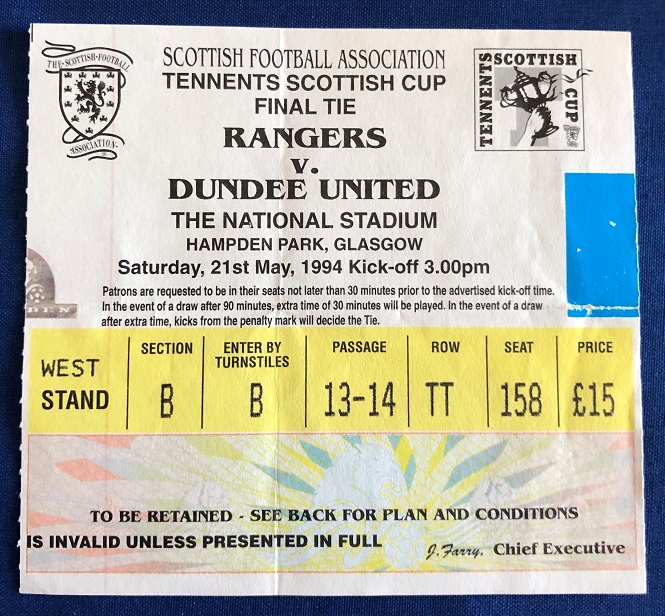 THE·SCOTTISH·FOOTBALL
ASSOCIATION·
SCOTTISH FOOTBALL ASSOCIATION
TENNENTS SCOTTISH CUP
FINAL TIE
RANGERS
v.
DUNDEE UNITED
THE NATIONAL STADIUM
HAMPDEN PARK, GLASGOW
Saturday, 21st May, 1994 Kick-off 3.00pm
TENNENTS
SCOTTISH
CUP
Patrons are requested to be in their seats not later than 30 minutes prior to the advertised kick-off time.
In the event of a draw after 90 minutes, extra time of 30 minutes will be played. In the event of a draw
after extra time, kicks from the penalty mark will decide the Tie.
DEN
WEST
STAND
SECTION
B
ENTER BY
TURNSTILES
B
PASSAGE
13-14
ROW
TT
SEAT
158
PRICE
£15
TO BE RETAINED - SEE BACK FOR PLAN AND CONDITIONS
IS INVALID UNLESS PRESENTED IN FULL
J. Farry. Chief Executive